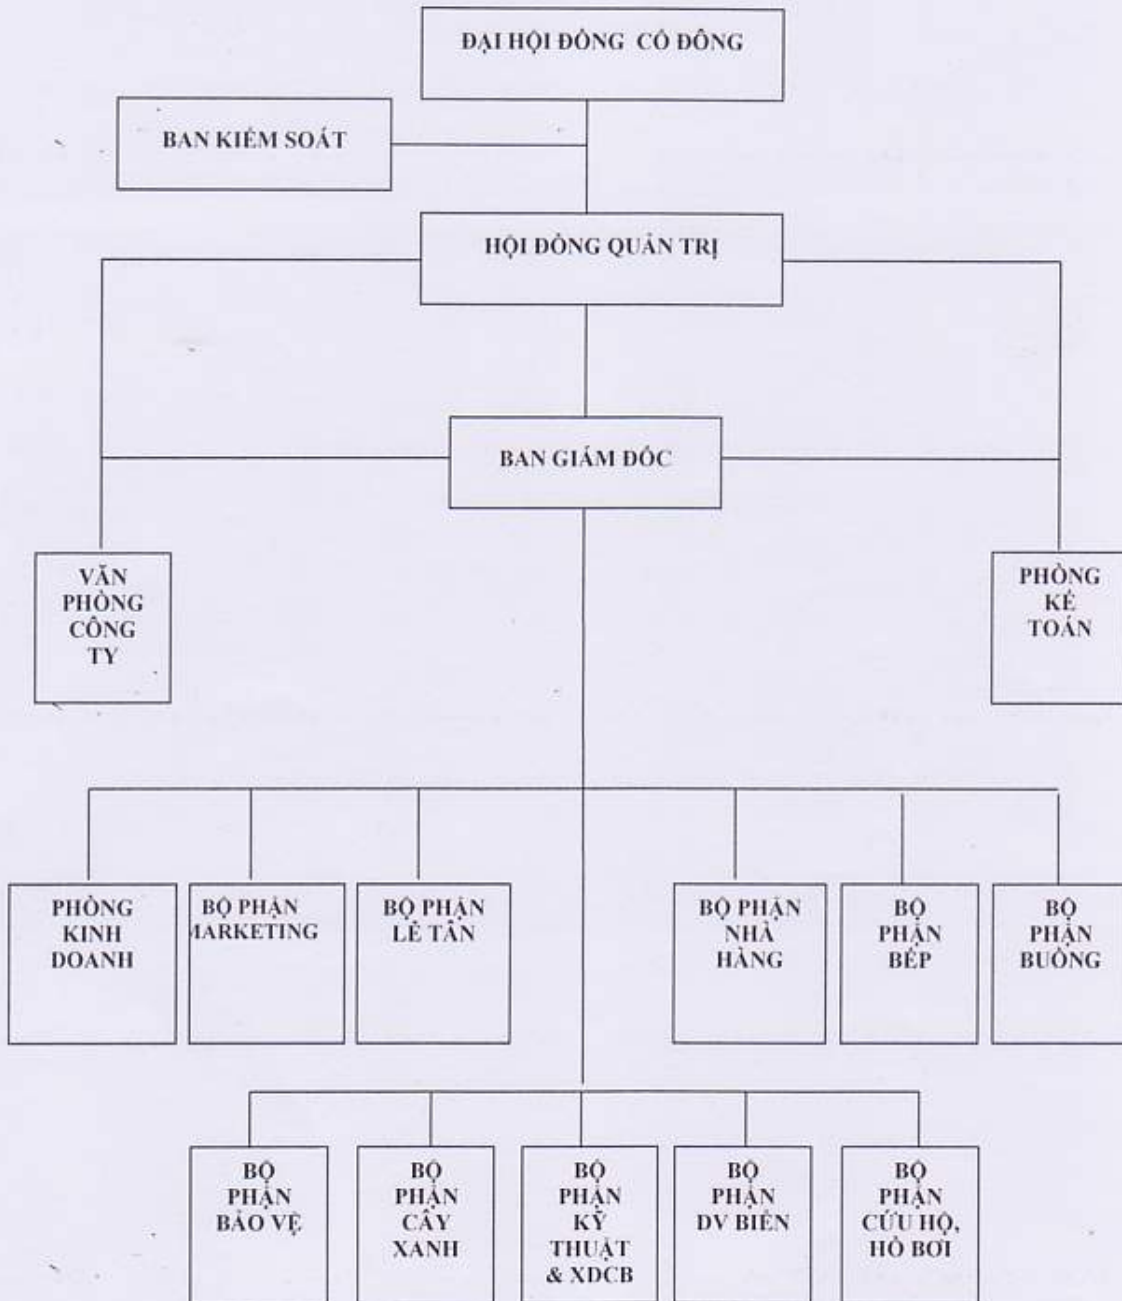 ĐẠI HỘI ĐỒNG CỔ ĐÔNG
BAN KIỂM SOÁT
HỘI ĐỒNG QUẢN TRỊ
BAN GIÁM ĐỐC
VĂN
PHÒNG
CÔNG
TY
PHÒNG
KẾ
TOÁN
PHÒNG
KINH
DOANH
BỘ PHẬN
MARKETING
BỘ PHẬN
LỄ TÂN
BỘ PHẬN
NHÀ
HÀNG
BỘ
PHẬN
BẾP
BỘ
PHẬN
BUỒNG
BỘ
PHẬN
BẢO VỆ
BỘ
PHẬN
CÂY
XANH
BỘ
PHẬN
KỸ
THUẬT
& XDCB
BỘ
PHẬN
DV BIỂN
BỘ
PHẬN
CỨU HỘ,
HỒ BƠI